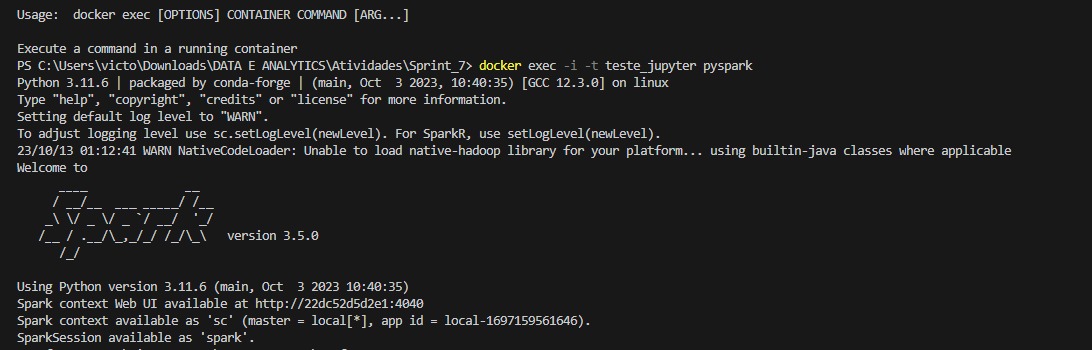 Usage:  docker exec [OPTIONS] CONTAINER COMMAND [ARG...]
Execute a command in a running container
PS C:\Users\victo\Downloads\DATA E ANALYTICS\Atividades\Sprint_7> docker exec -i -t teste_jupyter pyspark
Python 3.11.6 | packaged by conda-forge | (main, Oct  3 2023, 10:40:35) [GCC 12.3.0] on linux
Type "help", "copyright", "credits" or "license" for more information.
Setting default log level to "WARN".
To adjust logging level use sc.setLogLevel(newLevel). For SparkR, use setLogLevel(newLevel).
23/10/13 01:12:41 WARN NativeCodeLoader: Unable to load native-hadoop library for your platform... using builtin-java classes where applicable
Welcome to
      ____              __
     / __/__  ___ _____/ /__
    _\ \/ _ \/ _ `/ __/  '_/
   /__ / .__/\_,_/_/ /_/\_\   version 3.5.0
      /_/
Using Python version 3.11.6 (main, Oct  3 2023 10:40:35)
Spark context Web UI available at http://22dc52d5d2e1:4040
Spark context available as 'sc' (master = local[*], app id = local-1697159561646).
SparkSession available as 'spark'.